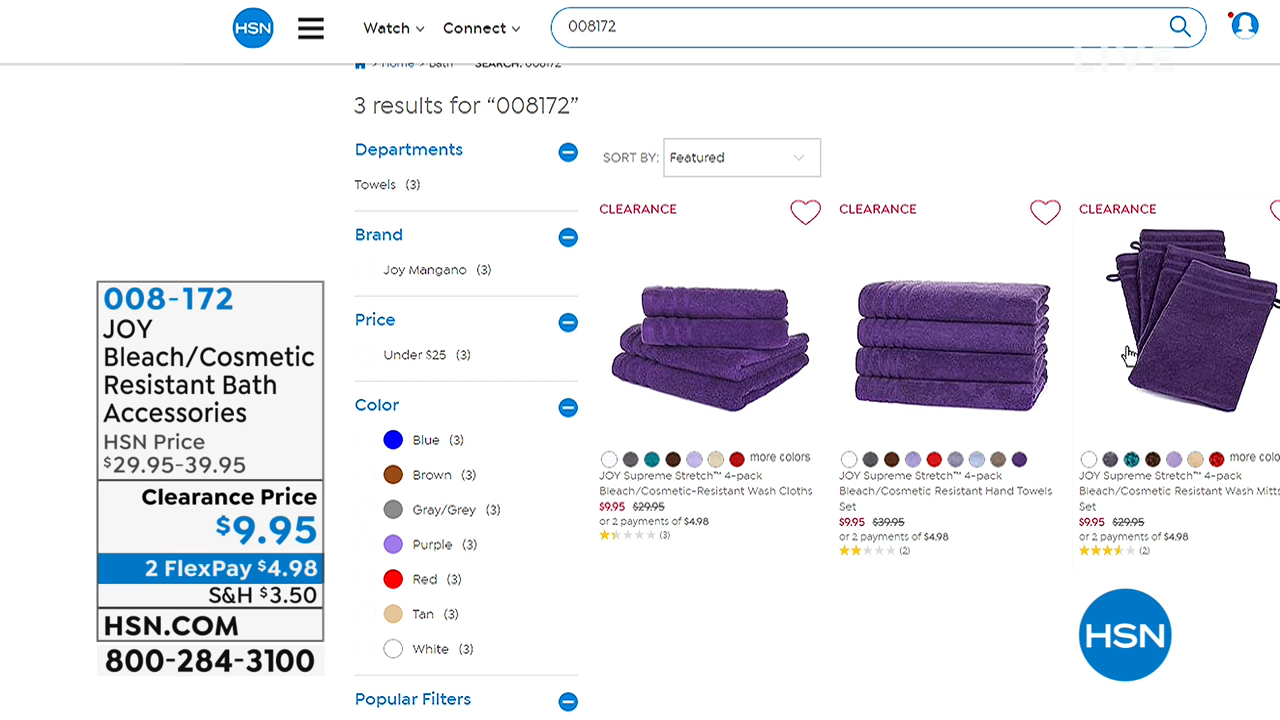 HSN
Watch
Connect
008172
LIVE
Home > Bath
SEARCH: 008172
3 results for “008172”
Departments
Towels (3)
Brand
Joy Mangano (3)
Price
Under $25 (3)
Color
Blue (3)
Brown (3)
Gray/Grey (3)
Purple (3)
Red (3)
Tan (3)
White (3)
Popular Filters
SORT BY: Featured
CLEARANCE
more colors
JOY Supreme Stretch™ 4-pack
Bleach/Cosmetic-Resistant Wash Cloths
$9.95 $29.95
or 2 payments of $4.98
(3)
CLEARANCE
JOY Supreme Stretch™ 4-pack
Bleach/Cosmetic Resistant Hand Towels
Set
$9.95 $39.95
or 2 payments of $4.98
(2)
CLEARANCE
more colo
JOY Supreme Stretch™ 4-pack
Bleach/Cosmetic Resistant Wash Mitts
Set
$9.95 $29.95
or 2 payments of $4.98
(2)
008-172
JOY
Bleach/Cosmetic
Resistant Bath
Accessories
HSN Price
$29.95-39.95
Clearance Price
$9.95
2 FlexPay $4.98
S&H $3.50
HSN.COM
800-284-3100
HSN